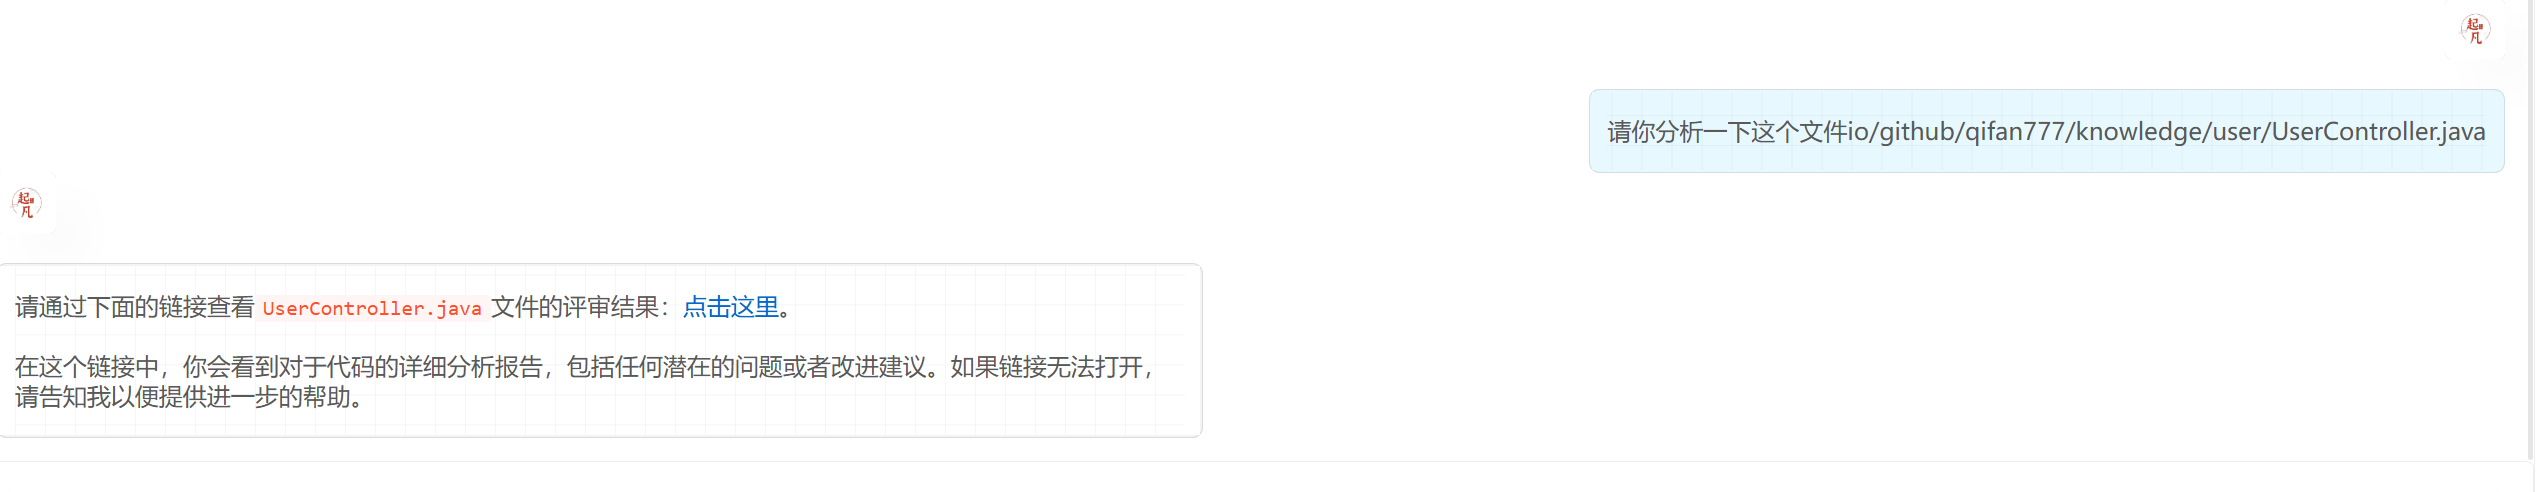 起凡
请你分析一下这个文件io/github/qifan777/knowledge/user/UserController.java
起凡
请通过下面的链接查看 UserController.java 文件的评审结果：点击这里。
在这个链接中，你会看到对于代码的详细分析报告，包括任何潜在的问题或者改进建议。如果链接无法打开，
请告知我以便提供进一步的帮助。